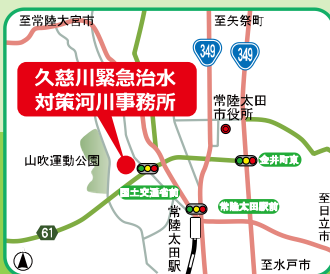 至常陸大宮市
至矢祭町
349
349
久慈川緊急治水
対策河川事務所
常陸太田
市役所
山吹運動公園
金井町東
国土交通省前
常陸太田駅前
61
常陸太田駅
至日立市
至水戸市